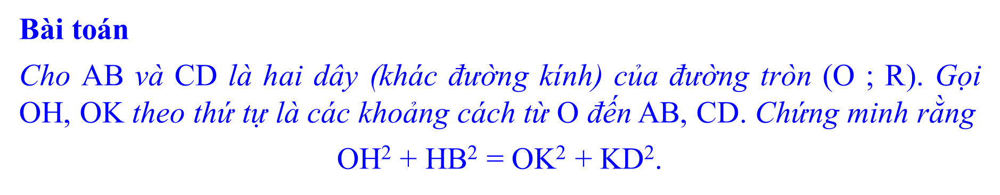 Bài toán
Cho AB và CD là hai dây (khác đường kính) của đường tròn (O ; R). Gọi
OH, OK theo thứ tự là các khoảng cách từ O đến AB, CD. Chứng minh rằng
OH² + HB² = OK² + KD².